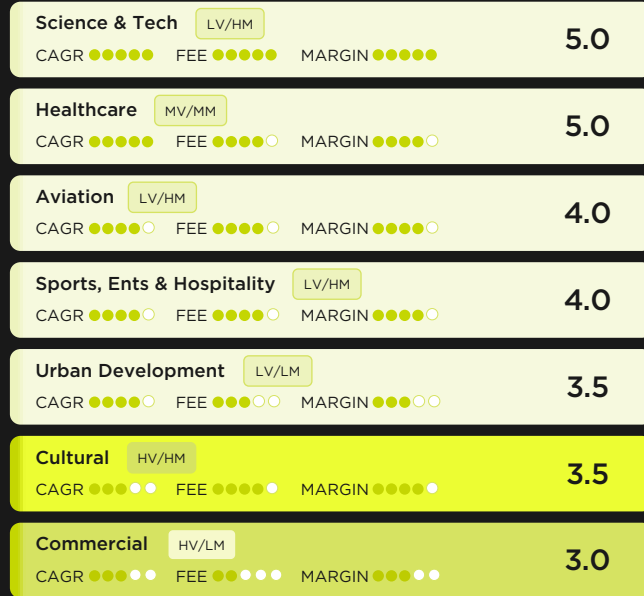 Science & Tech LV/HM
CAGR FEE MARGIN 5.0
Healthcare MV/MM
CAGR FEE MARGIN 5.0
Aviation LV/HM
CAGR FEE MARGIN 4.0
Sports, Ents & Hospitality LV/HM
CAGR FEE MARGIN 4.0
Urban Development LV/LM
CAGR FEE MARGIN 3.5
Cultural HV/HM
CAGR FEE MARGIN 3.5
Commercial HV/LM
CAGR FEE MARGIN 3.0